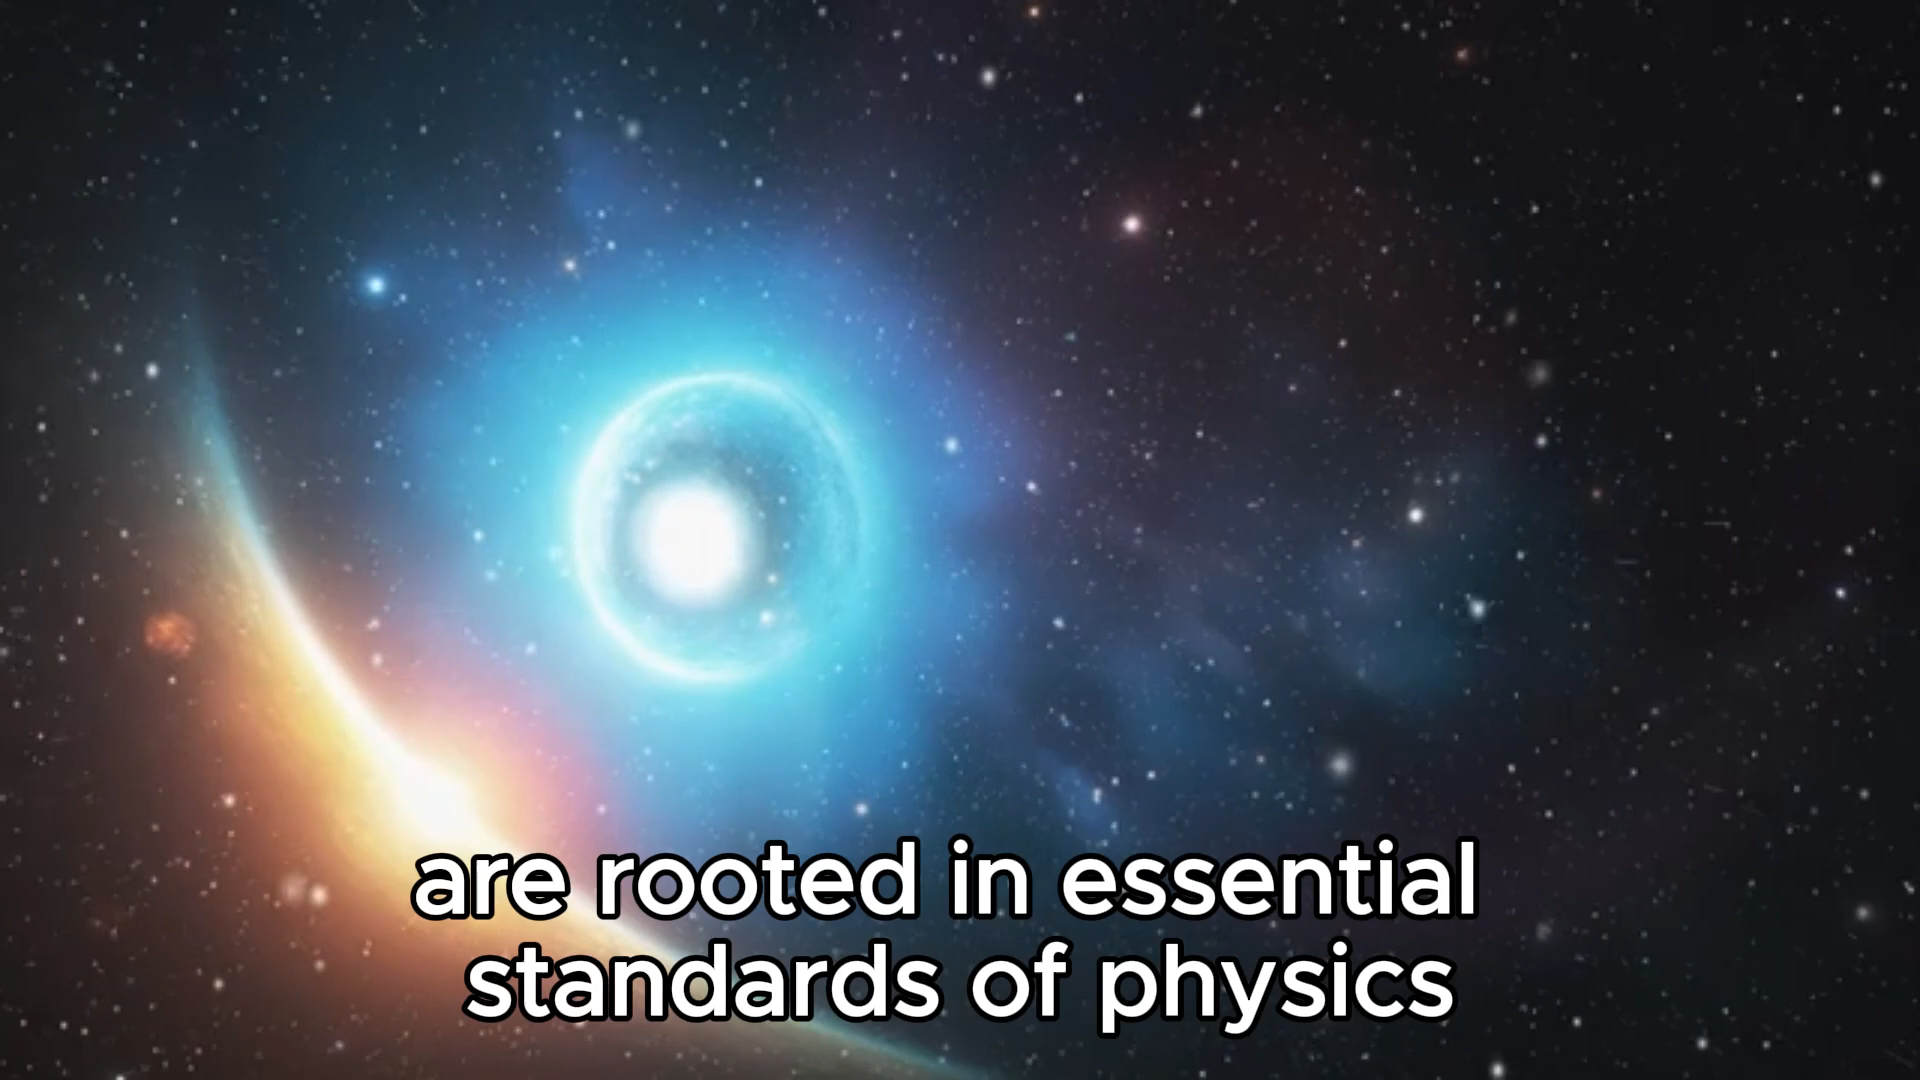 are rooted in essential
standards of physics